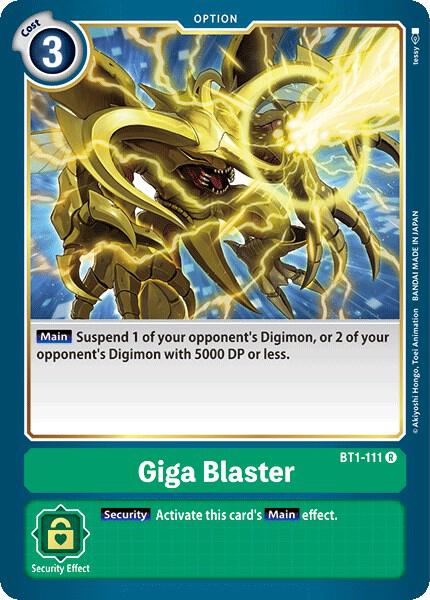 OPTION
Cost
3
tessy
Main Suspend 1 of your opponent's Digimon, or 2 of your
opponent's Digimon with 5000 DP or less.
© Akiyoshi Hongo, Toei Animation BANDAI MADE IN JAPAN
BT1-111 R
Giga Blaster
Security Activate this card's Main effect.
Security Effect